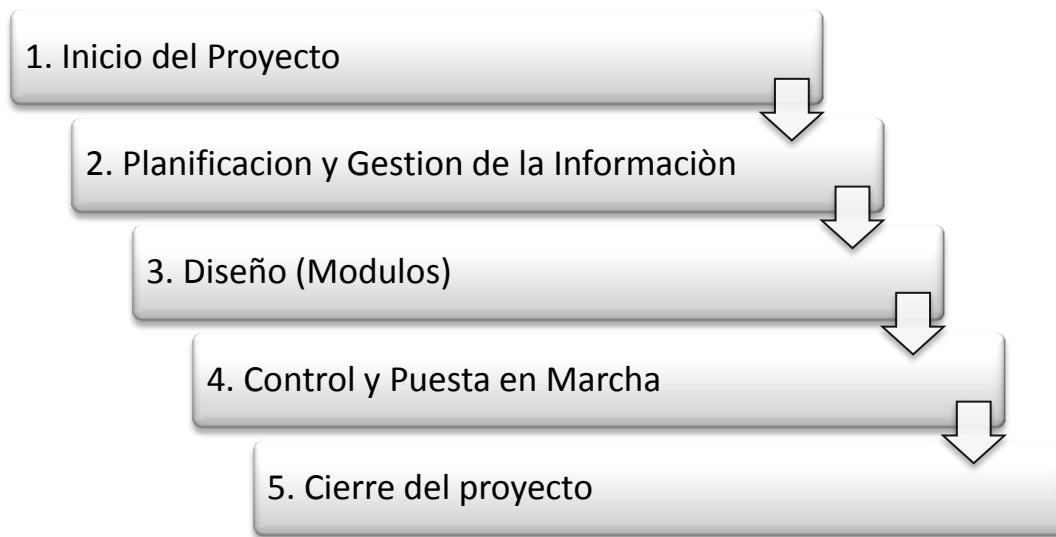 1. Inicio del Proyecto
2. Planificacion y Gestion de la Informaciòn
3. Diseño (Modulos)
4. Control y Puesta en Marcha
5. Cierre del proyecto